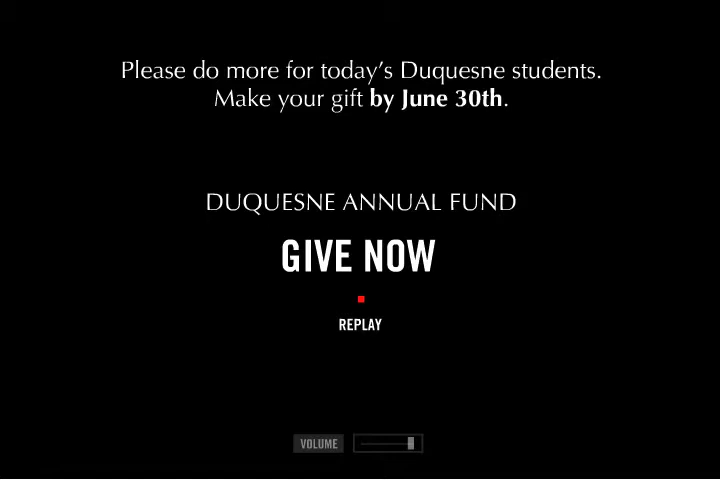 Please do more for today’s Duquesne students.
Make your gift by June 30th.
DUQUESNE ANNUAL FUND
GIVE NOW
REPLAY
VOLUME